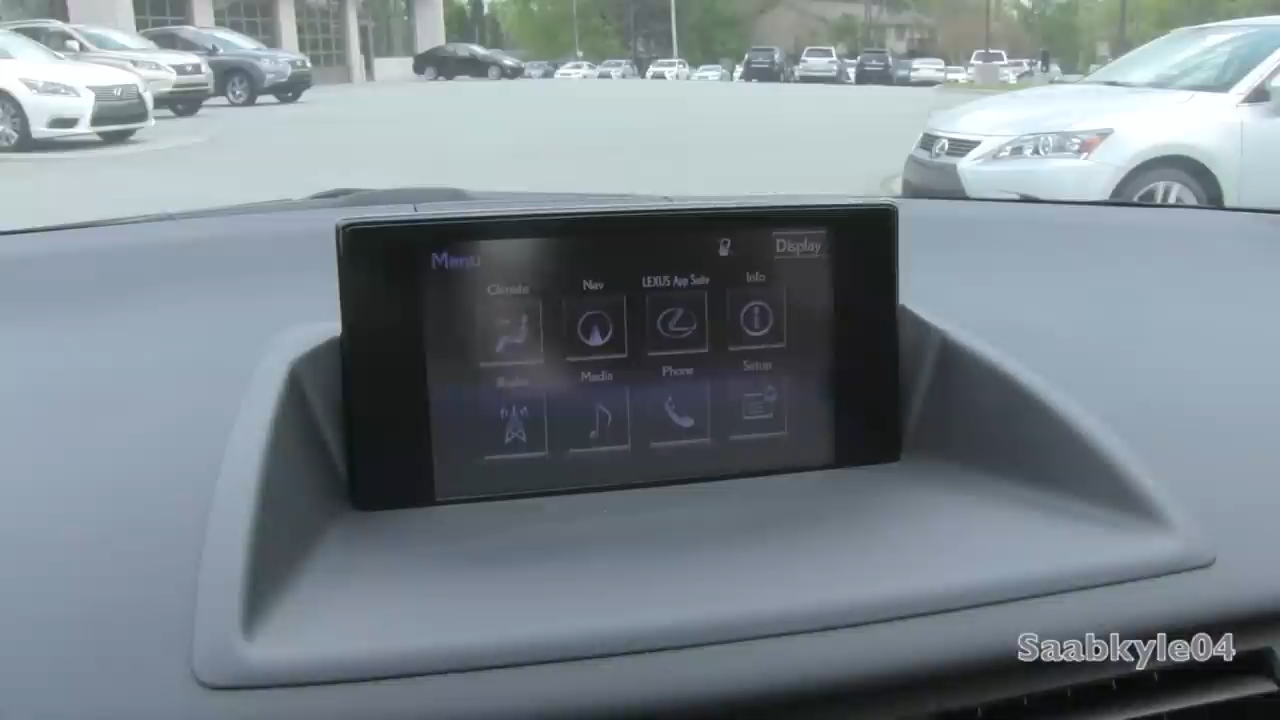 Menu
Display
Climate
Nav
LEXUS App Suite
Info
Radio
Media
Phone
Setup
Saabkyle04